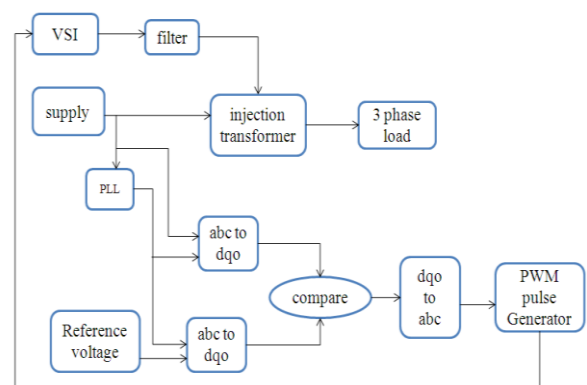 VSI
filter
supply
injection
transformer
3 phase
load
PLL
abc to
dqo
compare
dqo
to
abc
PWM
pulse
Generator
Reference
voltage
abc to
dqo